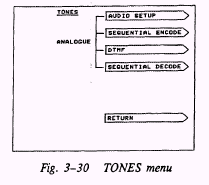 TONES
AUDIO SETUP
SEQUENTIAL ENCODE
ANALOGUE
DTMF
SEQUENTIAL DECODE
RETURN
Fig. 3–30 TONES menu